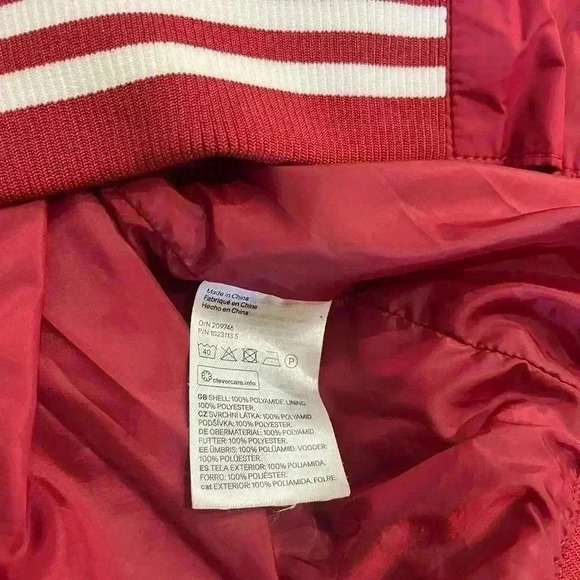 Made in China
Fabriqué en Chine
Hecho en China
O/N 209746
P/N 1023113 5
40 P
clevercare.info
GB SHELL: 100% POLYAMIDE. LINING:
100% POLYESTER.
CZ SVRCHNÍ LÁTKA: 100% POLYAMID.
PODŠÍVKA: 100% POLYESTER.
DE OBERMATERIAL: 100% POLYAMID.
FUTTER: 100% POLYESTER.
EE ÜMBRIS: 100% POLÜAMIID. VOODER:
100% POLÜESTER.
ES TELA EXTERIOR: 100% POLIAMIDA.
FORRO: 100% POLIÉSTER.
cat EXTERIOR: 100% POLIAMIDA. FOLRE: